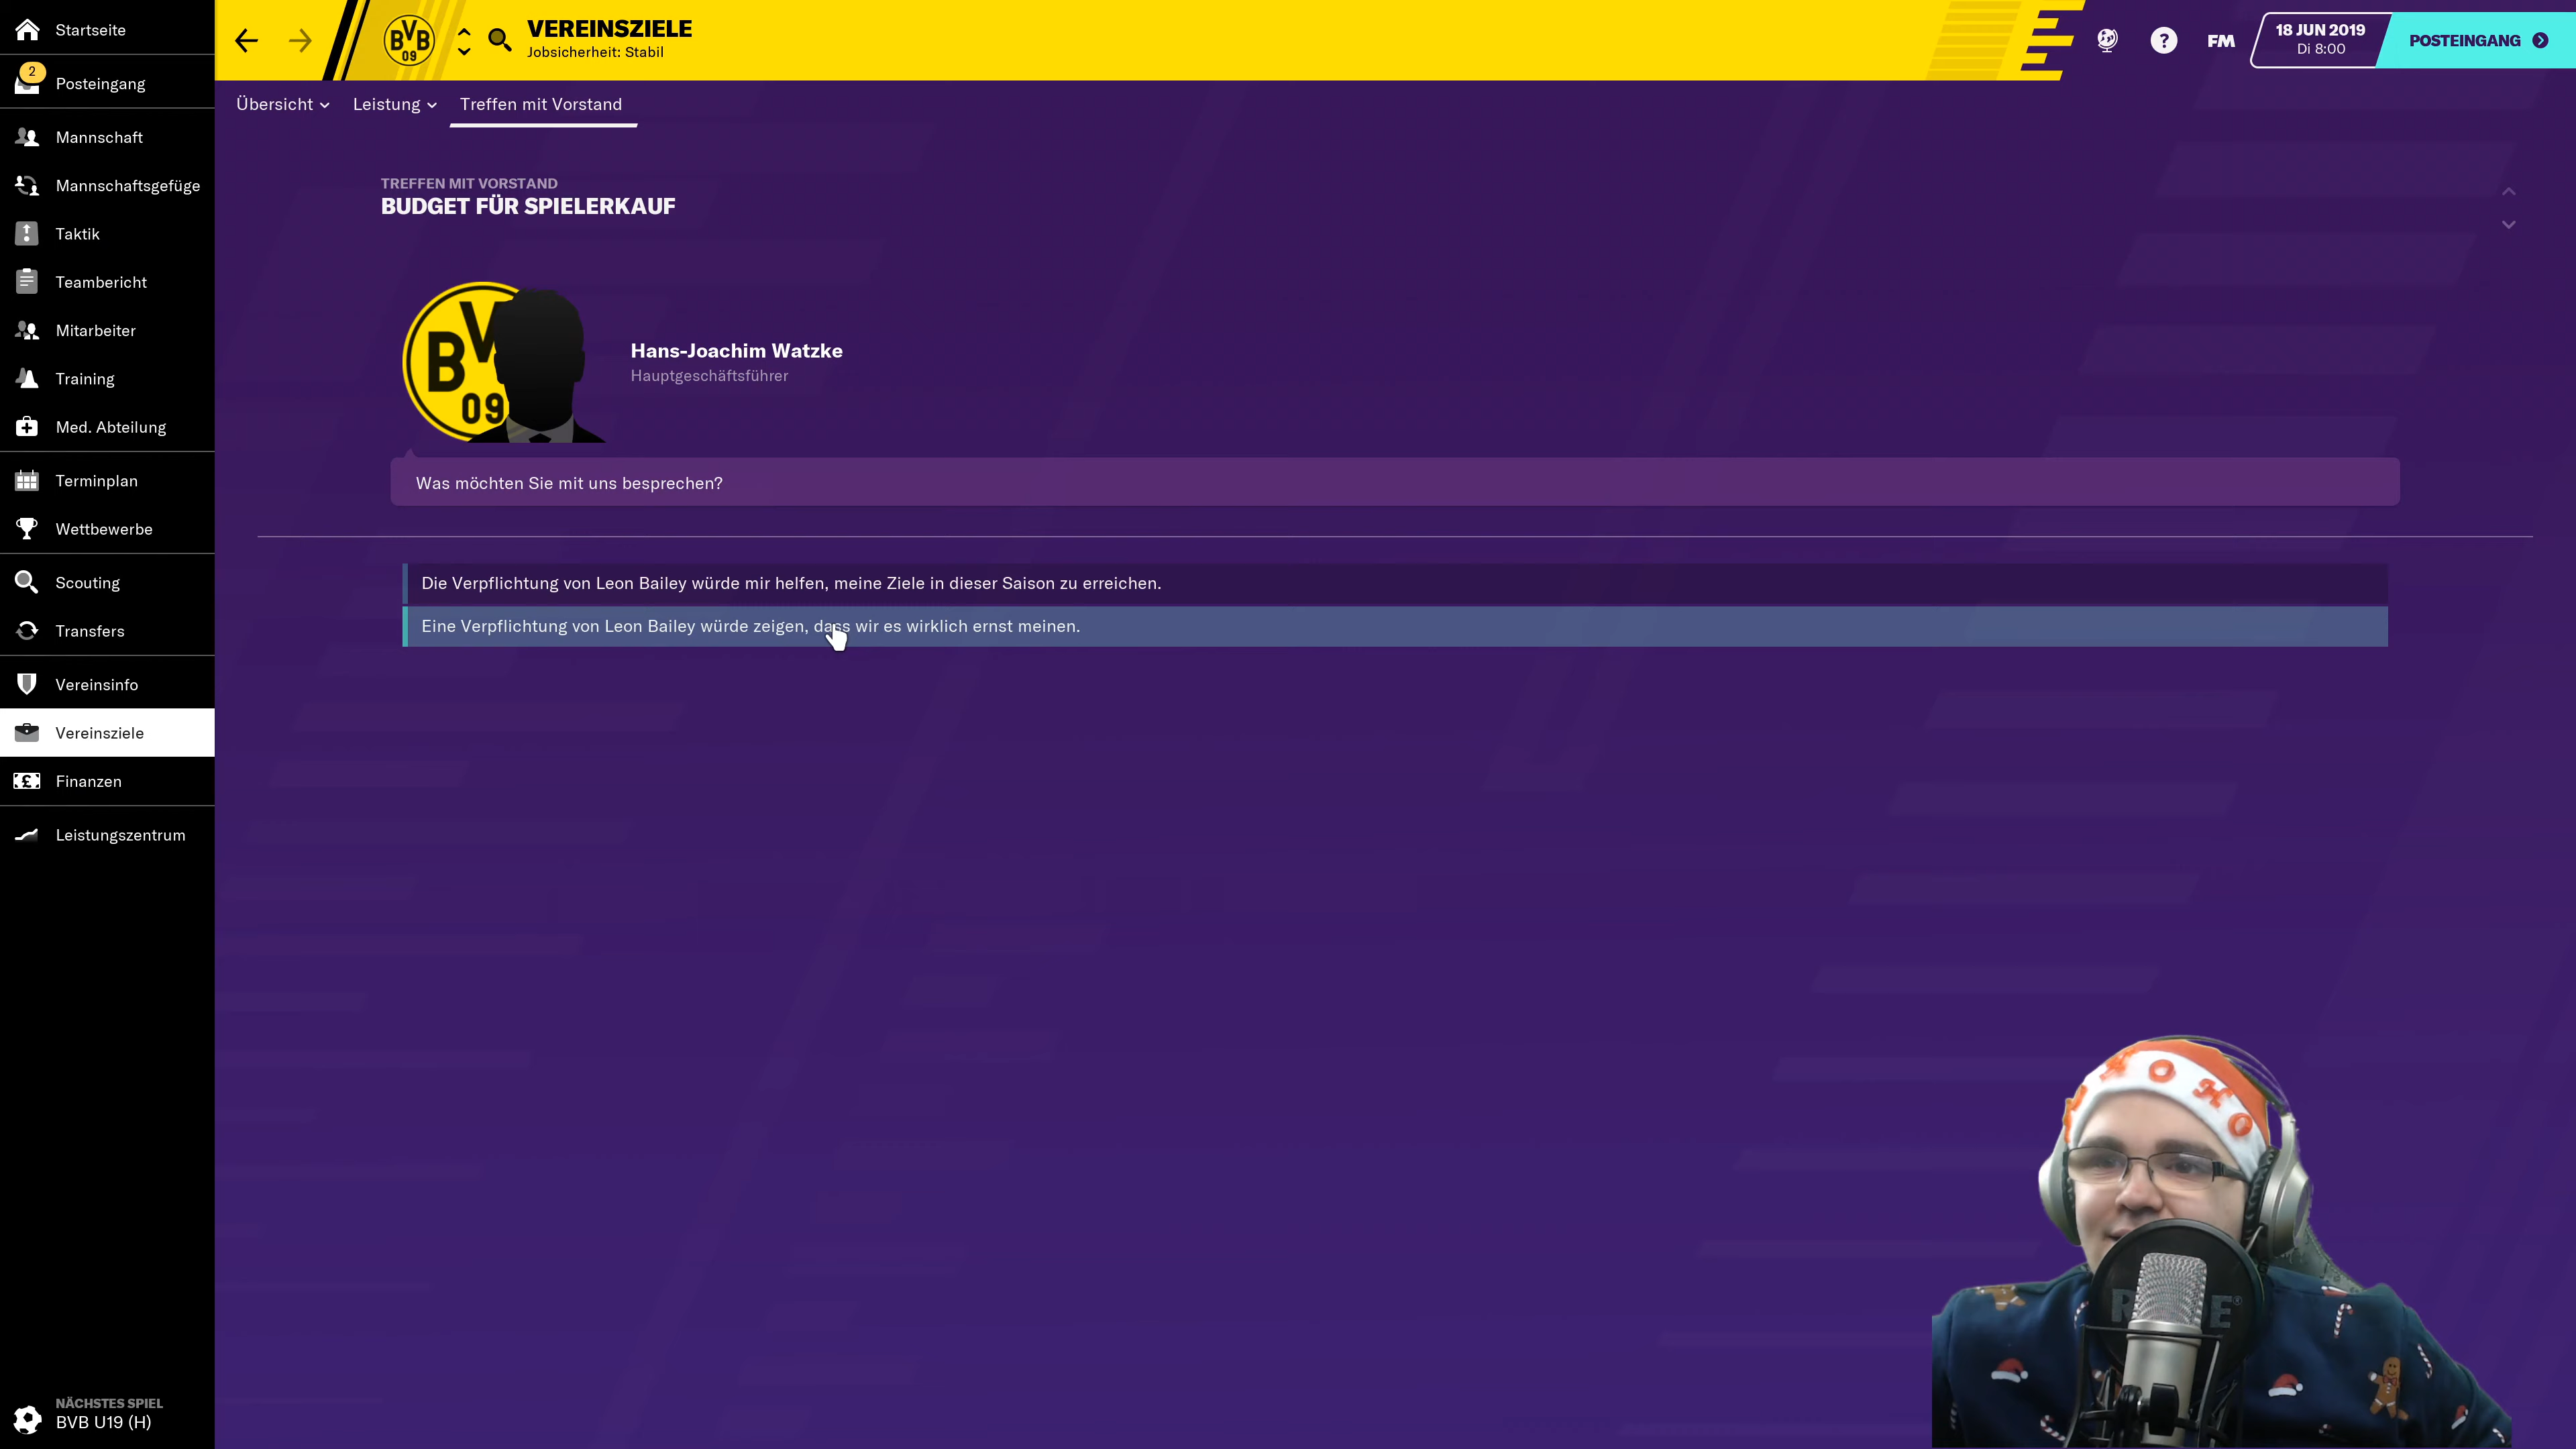 Startseite
2
Posteingang
Mannschaft
Mannschaftsgefüge
Taktik
Teambericht
Mitarbeiter
Training
Med. Abteilung
Terminplan
Wettbewerbe
Scouting
Transfers
Vereinsinfo
Vereinsziele
Finanzen
Leistungszentrum
NÄCHSTES SPIEL
BVB U19 (H)
BVB
09
VEREINSZIELE
Jobsicherheit: Stabil
?
FM
18 JUN 2019
Di 8:00
POSTEINGANG
Übersicht
Leistung
Treffen mit Vorstand
TREFFEN MIT VORSTAND
BUDGET FÜR SPIELERKAUF
BV
09
Hans-Joachim Watzke
Hauptgeschäftsführer
Was möchten Sie mit uns besprechen?
Die Verpflichtung von Leon Bailey würde mir helfen, meine Ziele in dieser Saison zu erreichen.
Eine Verpflichtung von Leon Bailey würde zeigen, dass wir es wirklich ernst meinen.
HO HO